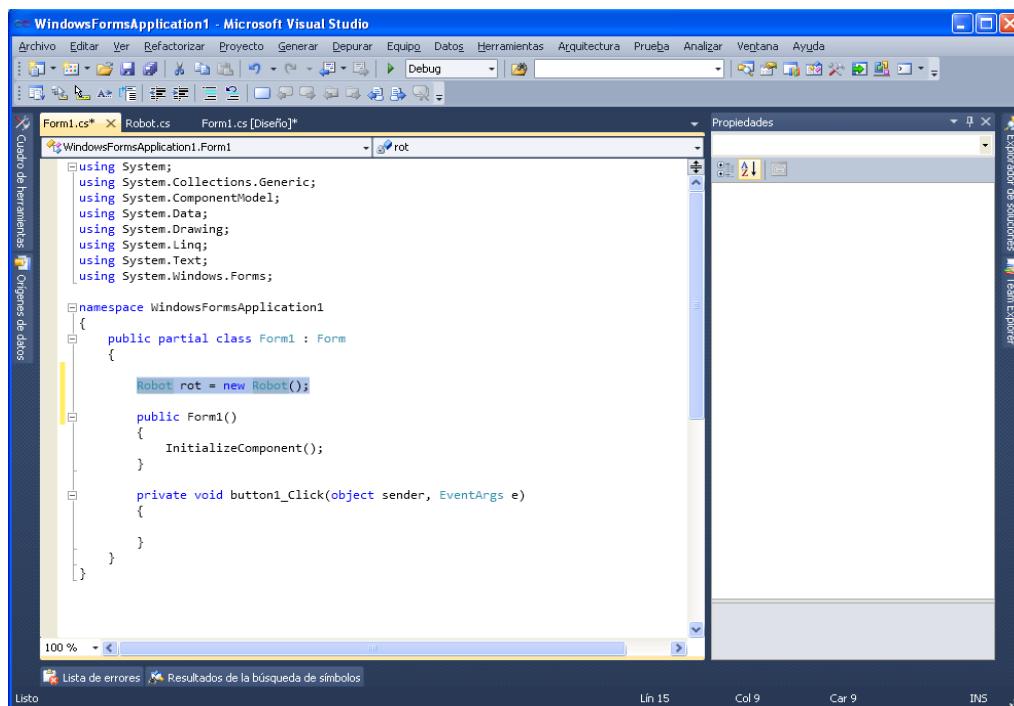 WindowsFormsApplication1 - Microsoft Visual Studio
Archivo Editar Ver Refactorizar Proyecto Generar Depurar Equipo Datos Herramientas Arquitectura Prueba Analizar Ventana Ayuda
Debug
Form1.cs* Robot.cs Form1.cs [Diseño]*
Propiedades
WindowsFormsApplication1.Form1 rot
Cuadro de herramientas
Orígenes de datos
Explorador de soluciones
Team Explorer
using System;
using System.Collections.Generic;
using System.ComponentModel;
using System.Data;
using System.Drawing;
using System.Linq;
using System.Text;
using System.Windows.Forms;
namespace WindowsFormsApplication1
{
public partial class Form1 : Form
{
Robot rot = new Robot();
public Form1()
{
InitializeComponent();
}
private void button1_Click(object sender, EventArgs e)
{
}
}
}
100 %
Lista de errores Resultados de la búsqueda de símbolos
Listo Lín 15 Col 9 Car 9 INS